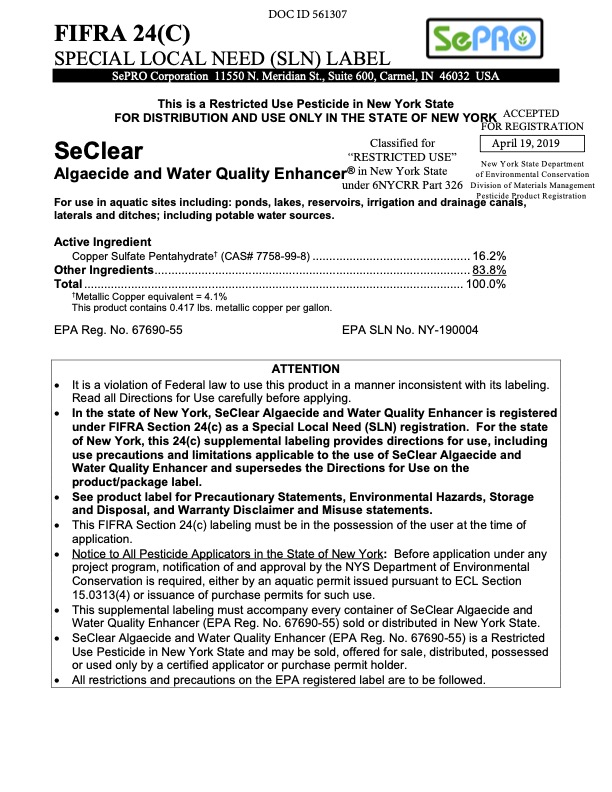 DOC ID 561307
FIFRA 24(C)
SPECIAL LOCAL NEED (SLN) LABEL
SePRO
SePRO Corporation 11550 N. Meridian St., Suite 600, Carmel, IN 46032 USA
This is a Restricted Use Pesticide in New York State
FOR DISTRIBUTION AND USE ONLY IN THE STATE OF NEW YORK
ACCEPTED
FOR REGISTRATION
April 19, 2019
New York State Department
of Environmental Conservation
Division of Materials Management
Pesticide Product Registration
Classified for
“RESTRICTED USE”
in New York State
under 6NYCRR Part 326
SeClear
Algaecide and Water Quality Enhancer®
For use in aquatic sites including: ponds, lakes, reservoirs, irrigation and drainage canals,
laterals and ditches; including potable water sources.
Active Ingredient
Copper Sulfate Pentahydrate† (CAS# 7758-99-8) ............................................... 16.2%
Other Ingredients................................................................................................ 83.8%
Total..................................................................................................................... 100.0%
†Metallic Copper equivalent = 4.1%
This product contains 0.417 lbs. metallic copper per gallon.
EPA Reg. No. 67690-55 EPA SLN No. NY-190004
ATTENTION
• It is a violation of Federal law to use this product in a manner inconsistent with its labeling.
Read all Directions for Use carefully before applying.
• In the state of New York, SeClear Algaecide and Water Quality Enhancer is registered
under FIFRA Section 24(c) as a Special Local Need (SLN) registration. For the state
of New York, this 24(c) supplemental labeling provides directions for use, including
use precautions and limitations applicable to the use of SeClear Algaecide and
Water Quality Enhancer and supersedes the Directions for Use on the
product/package label.
• See product label for Precautionary Statements, Environmental Hazards, Storage
and Disposal, and Warranty Disclaimer and Misuse statements.
• This FIFRA Section 24(c) labeling must be in the possession of the user at the time of
application.
• Notice to All Pesticide Applicators in the State of New York: Before application under any
project program, notification of and approval by the NYS Department of Environmental
Conservation is required, either by an aquatic permit issued pursuant to ECL Section
15.0313(4) or issuance of purchase permits for such use.
• This supplemental labeling must accompany every container of SeClear Algaecide and
Water Quality Enhancer (EPA Reg. No. 67690-55) sold or distributed in New York State.
• SeClear Algaecide and Water Quality Enhancer (EPA Reg. No. 67690-55) is a Restricted
Use Pesticide in New York State and may be sold, offered for sale, distributed, possessed
or used only by a certified applicator or purchase permit holder.
• All restrictions and precautions on the EPA registered label are to be followed.